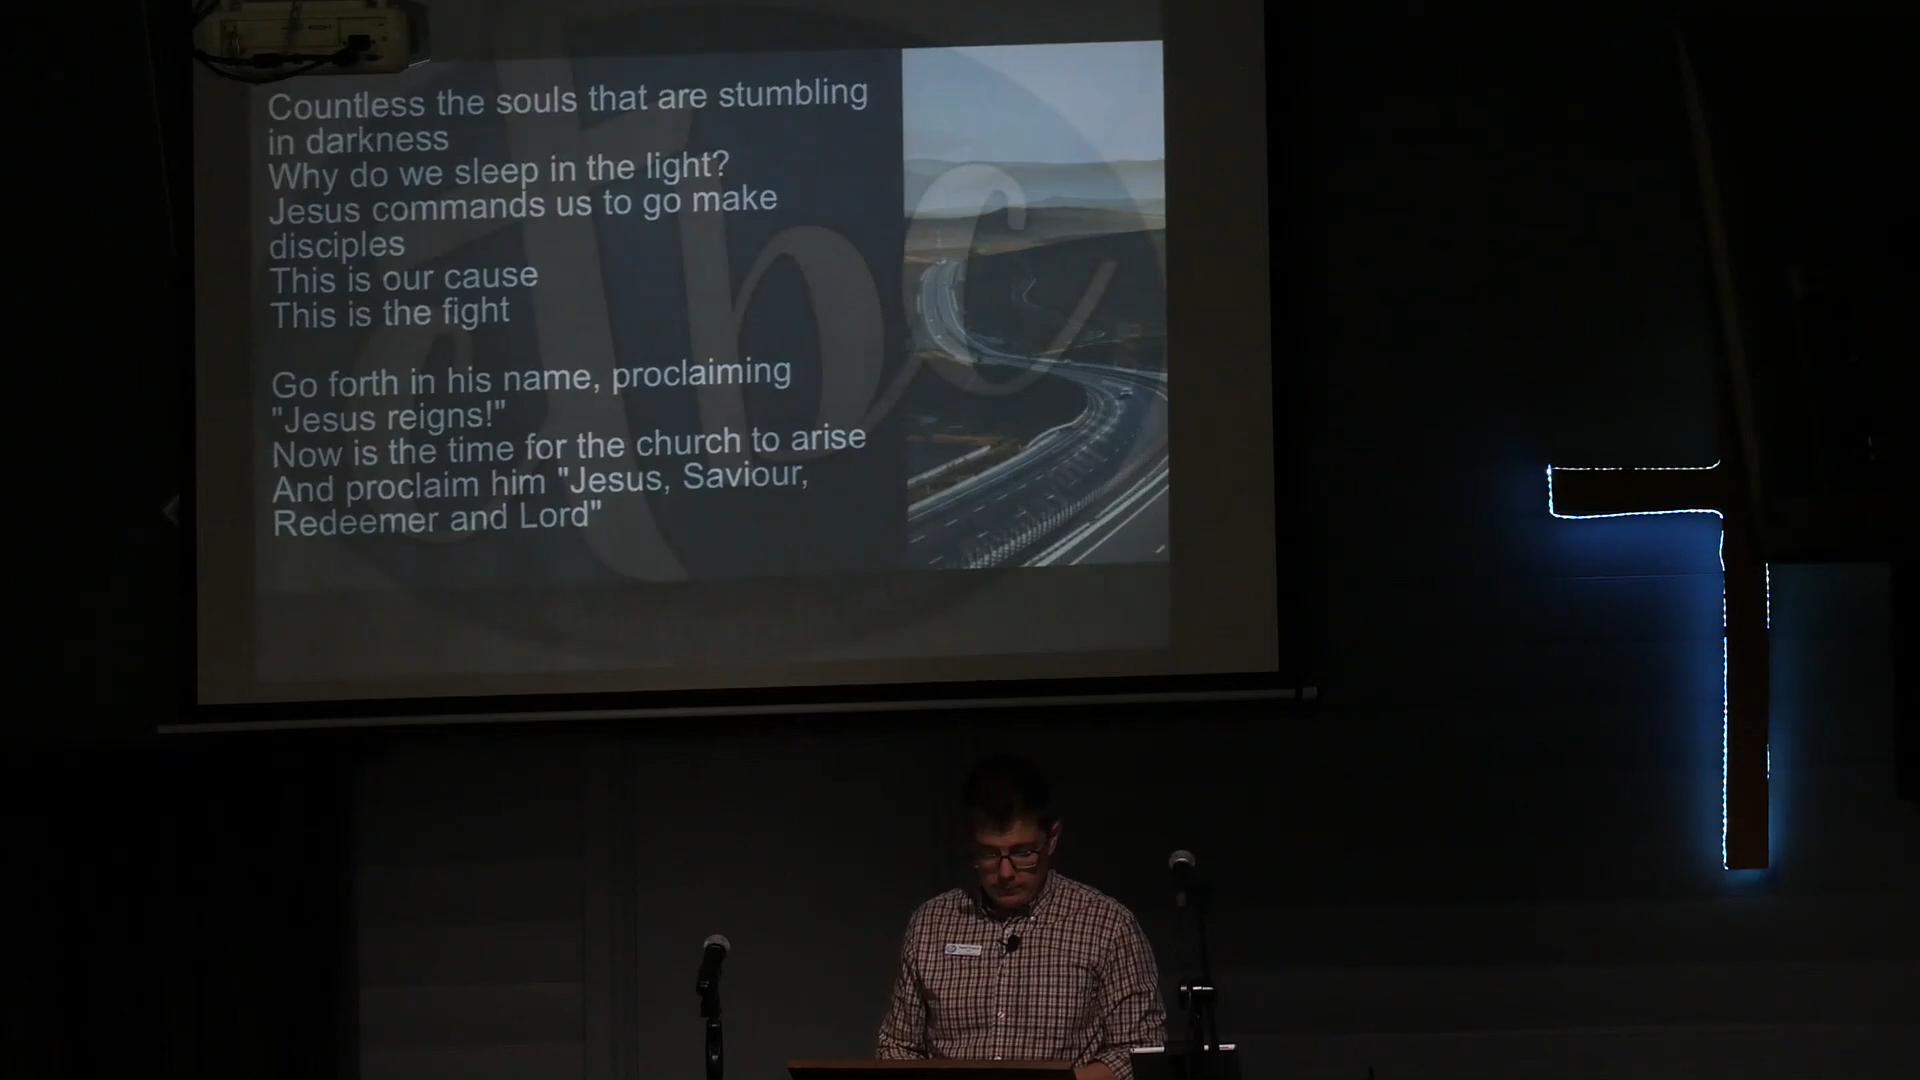 Countless the souls that are stumbling
in darkness
Why do we sleep in the light?
Jesus commands us to go make
disciples
This is our cause
This is the fight
Go forth in his name, proclaiming
"Jesus reigns!"
Now is the time for the church to arise
And proclaim him "Jesus, Saviour,
Redeemer and Lord"